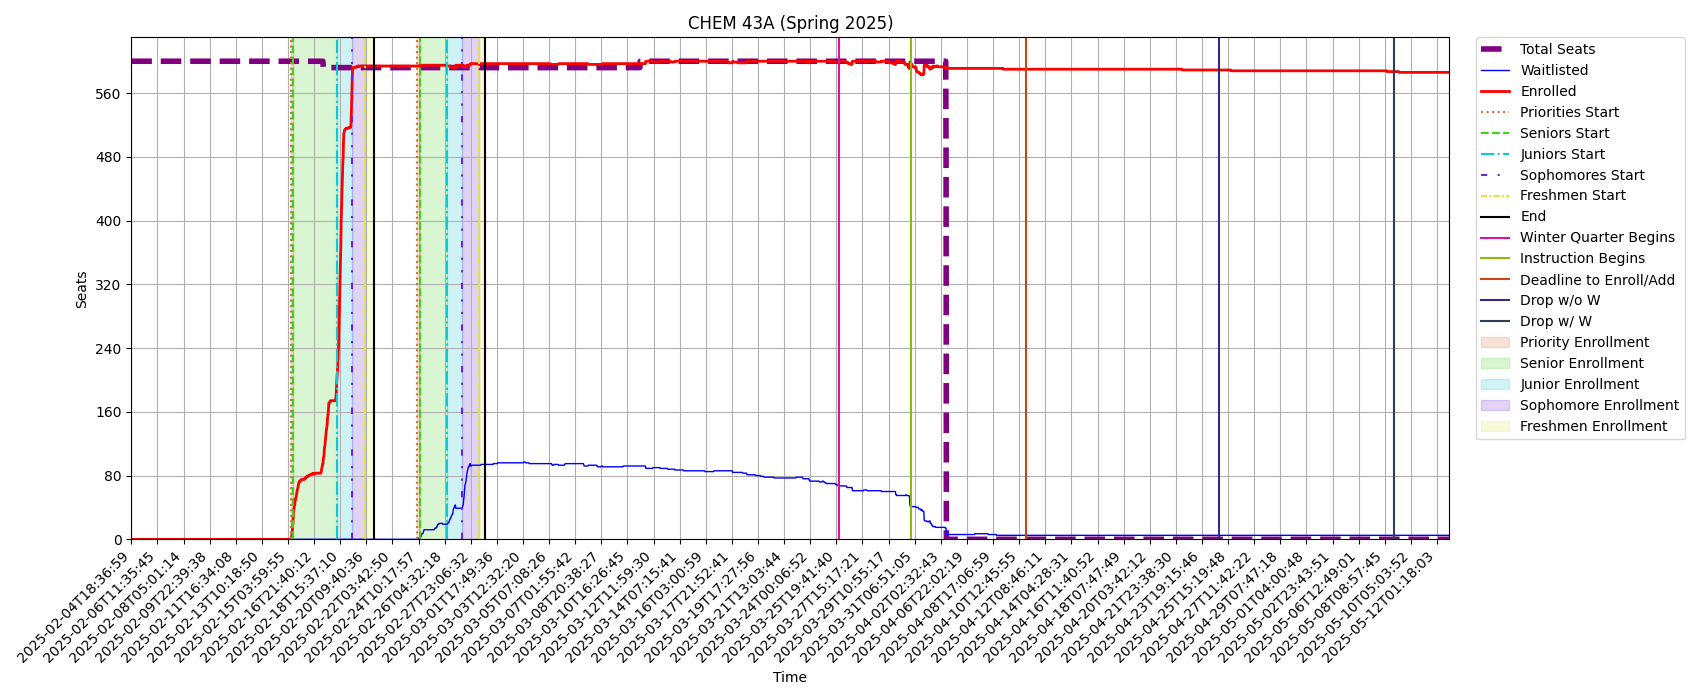 CHEM 43A (Spring 2025)
Seats
560
480
400
320
240
160
80
0
2025-02-04T18:36:59
2025-02-06T11:35:45
2025-02-08T05:01:14
2025-02-09T22:39:38
2025-02-11T16:34:08
2025-02-13T10:18:50
2025-02-15T03:59:55
2025-02-16T21:40:12
2025-02-18T15:37:10
2025-02-20T09:40:36
2025-02-22T03:42:50
2025-02-24T10:17:57
2025-02-26T04:32:18
2025-02-27T23:06:32
2025-03-01T17:49:36
2025-03-03T12:32:20
2025-03-05T07:08:26
2025-03-07T01:55:42
2025-03-08T20:38:27
2025-03-10T16:26:45
2025-03-12T11:59:30
2025-03-14T07:15:41
2025-03-16T03:00:59
2025-03-17T21:52:41
2025-03-19T17:27:56
2025-03-21T13:03:44
2025-03-24T00:06:52
2025-03-25T19:41:40
2025-03-27T15:17:21
2025-03-29T10:55:17
2025-03-31T06:51:05
2025-04-02T02:32:43
2025-04-06T22:02:19
2025-04-08T17:06:59
2025-04-10T12:45:55
2025-04-12T08:46:11
2025-04-14T04:28:31
2025-04-16T11:40:52
2025-04-18T07:47:49
2025-04-20T03:42:12
2025-04-21T23:38:30
2025-04-23T19:15:46
2025-04-25T15:19:48
2025-04-27T11:42:22
2025-04-29T07:47:18
2025-05-01T04:00:48
2025-05-02T23:43:51
2025-05-06T12:49:01
2025-05-08T08:57:45
2025-05-10T05:03:52
2025-05-12T01:18:03
Time
Total Seats
Waitlisted
Enrolled
Priorities Start
Seniors Start
Juniors Start
Sophomores Start
Freshmen Start
End
Winter Quarter Begins
Instruction Begins
Deadline to Enroll/Add
Drop w/o W
Drop w/ W
Priority Enrollment
Senior Enrollment
Junior Enrollment
Sophomore Enrollment
Freshmen Enrollment